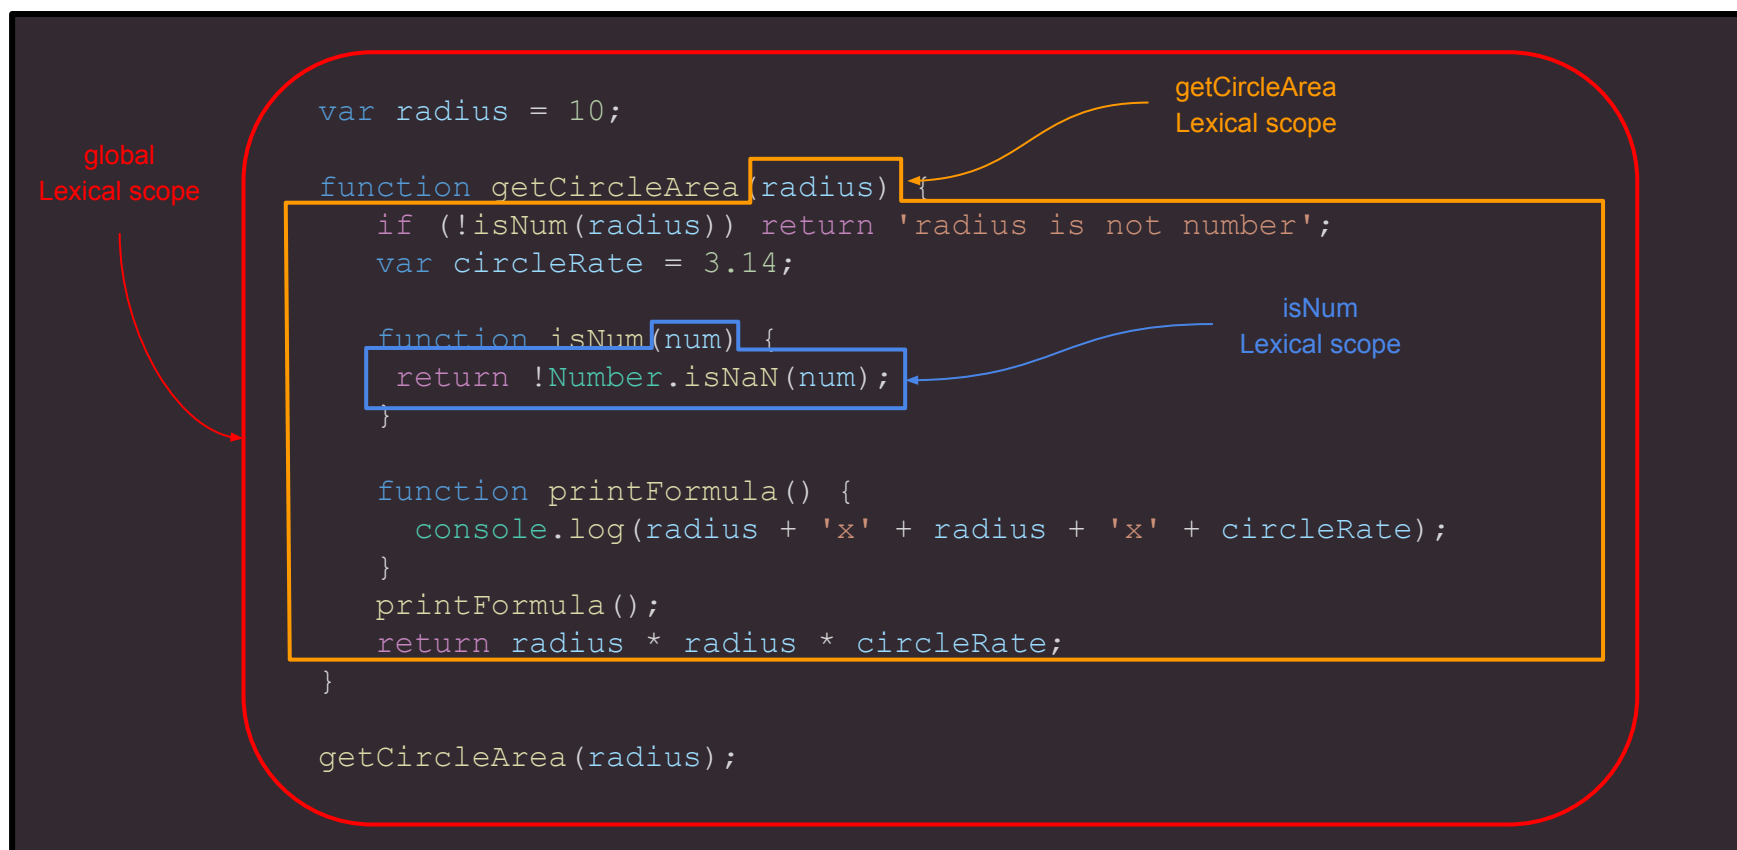 getCircleArea
Lexical scope
var radius = 10;
global
Lexical scope
function getCircleArea(radius) {
if (!isNum(radius)) return 'radius is not number';
var circleRate = 3.14;
isNum
Lexical scope
function isNum(num) {
return !Number.isNaN(num);
}
function printFormula() {
console.log(radius + 'x' + radius + 'x' + circleRate);
}
printFormula();
return radius * radius * circleRate;
}
getCircleArea(radius);